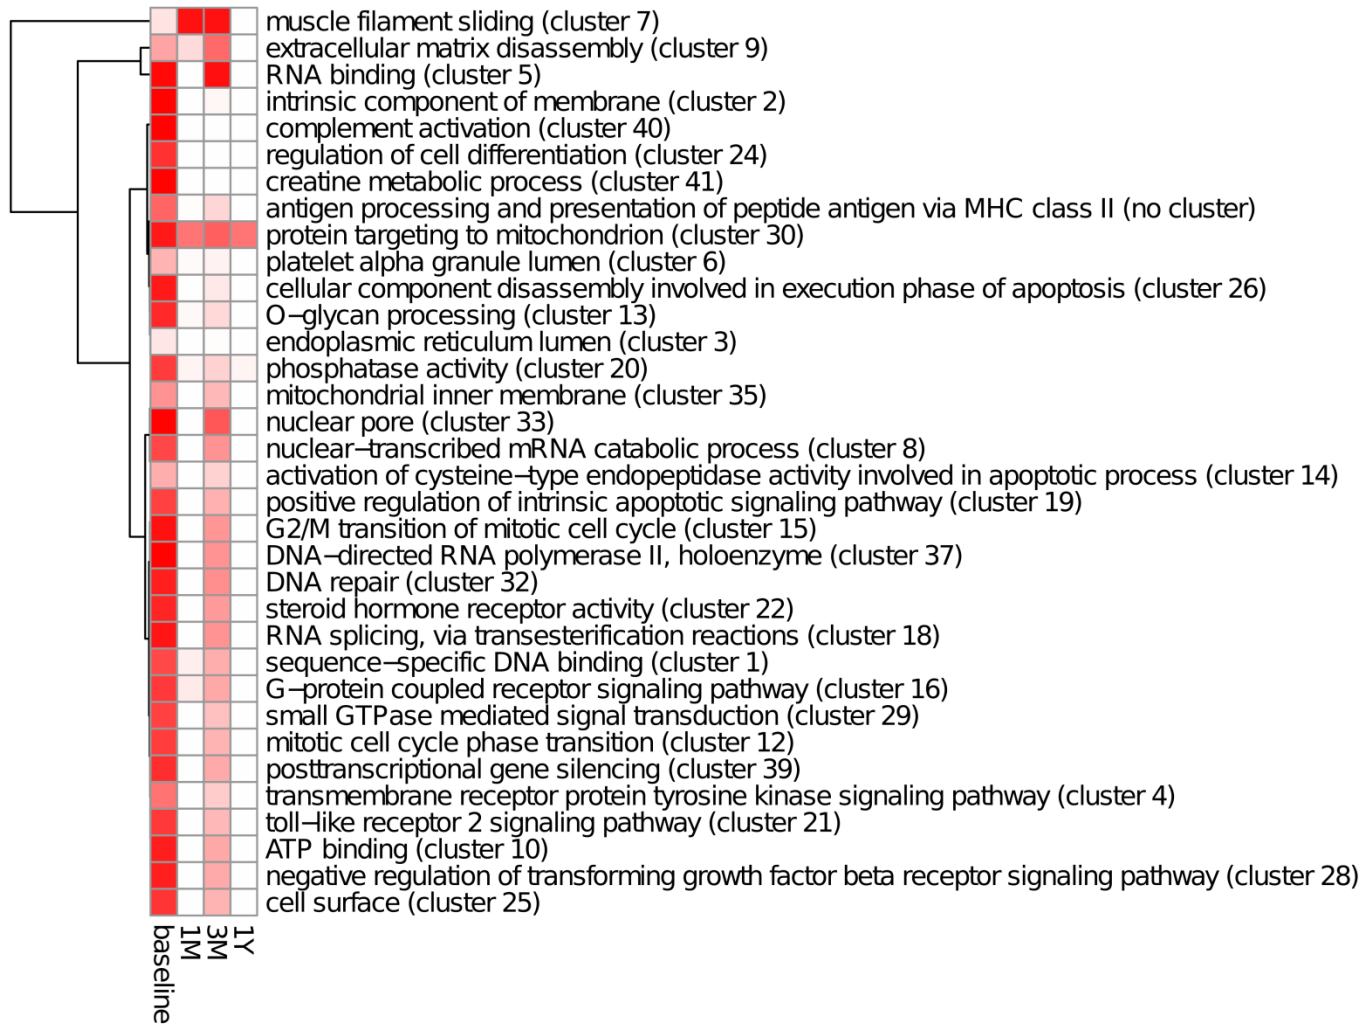 muscle filament sliding (cluster 7)
extracellular matrix disassembly (cluster 9)
RNA binding (cluster 5)
intrinsic component of membrane (cluster 2)
complement activation (cluster 40)
regulation of cell differentiation (cluster 24)
creatine metabolic process (cluster 41)
antigen processing and presentation of peptide antigen via MHC class II (no cluster)
protein targeting to mitochondrion (cluster 30)
platelet alpha granule lumen (cluster 6)
cellular component disassembly involved in execution phase of apoptosis (cluster 26)
O−glycan processing (cluster 13)
endoplasmic reticulum lumen (cluster 3)
phosphatase activity (cluster 20)
mitochondrial inner membrane (cluster 35)
nuclear pore (cluster 33)
nuclear−transcribed mRNA catabolic process (cluster 8)
activation of cysteine−type endopeptidase activity involved in apoptotic process (cluster 14)
positive regulation of intrinsic apoptotic signaling pathway (cluster 19)
G2/M transition of mitotic cell cycle (cluster 15)
DNA−directed RNA polymerase II, holoenzyme (cluster 37)
DNA repair (cluster 32)
steroid hormone receptor activity (cluster 22)
RNA splicing, via transesterification reactions (cluster 18)
sequence−specific DNA binding (cluster 1)
G−protein coupled receptor signaling pathway (cluster 16)
small GTPase mediated signal transduction (cluster 29)
mitotic cell cycle phase transition (cluster 12)
posttranscriptional gene silencing (cluster 39)
transmembrane receptor protein tyrosine kinase signaling pathway (cluster 4)
toll−like receptor 2 signaling pathway (cluster 21)
ATP binding (cluster 10)
negative regulation of transforming growth factor beta receptor signaling pathway (cluster 28)
cell surface (cluster 25)
baseline
1M
3M
1Y